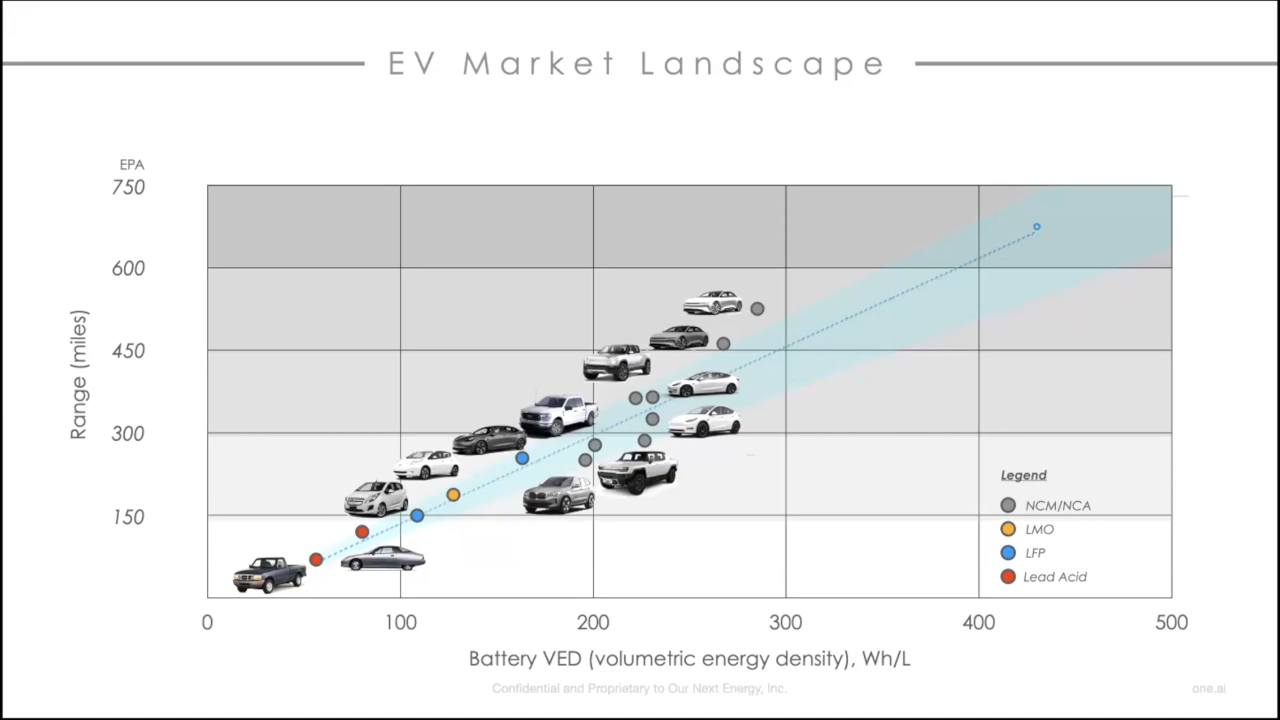 EV Market Landscape
EPA
750
600
450
300
150
Range (miles)
0 100 200 300 400 500
Battery VED (volumetric energy density), Wh/L
Legend
NCM/NCA
LMO
LFP
Lead Acid
Confidential and Proprietary to Our Next Energy, Inc.
one.ai